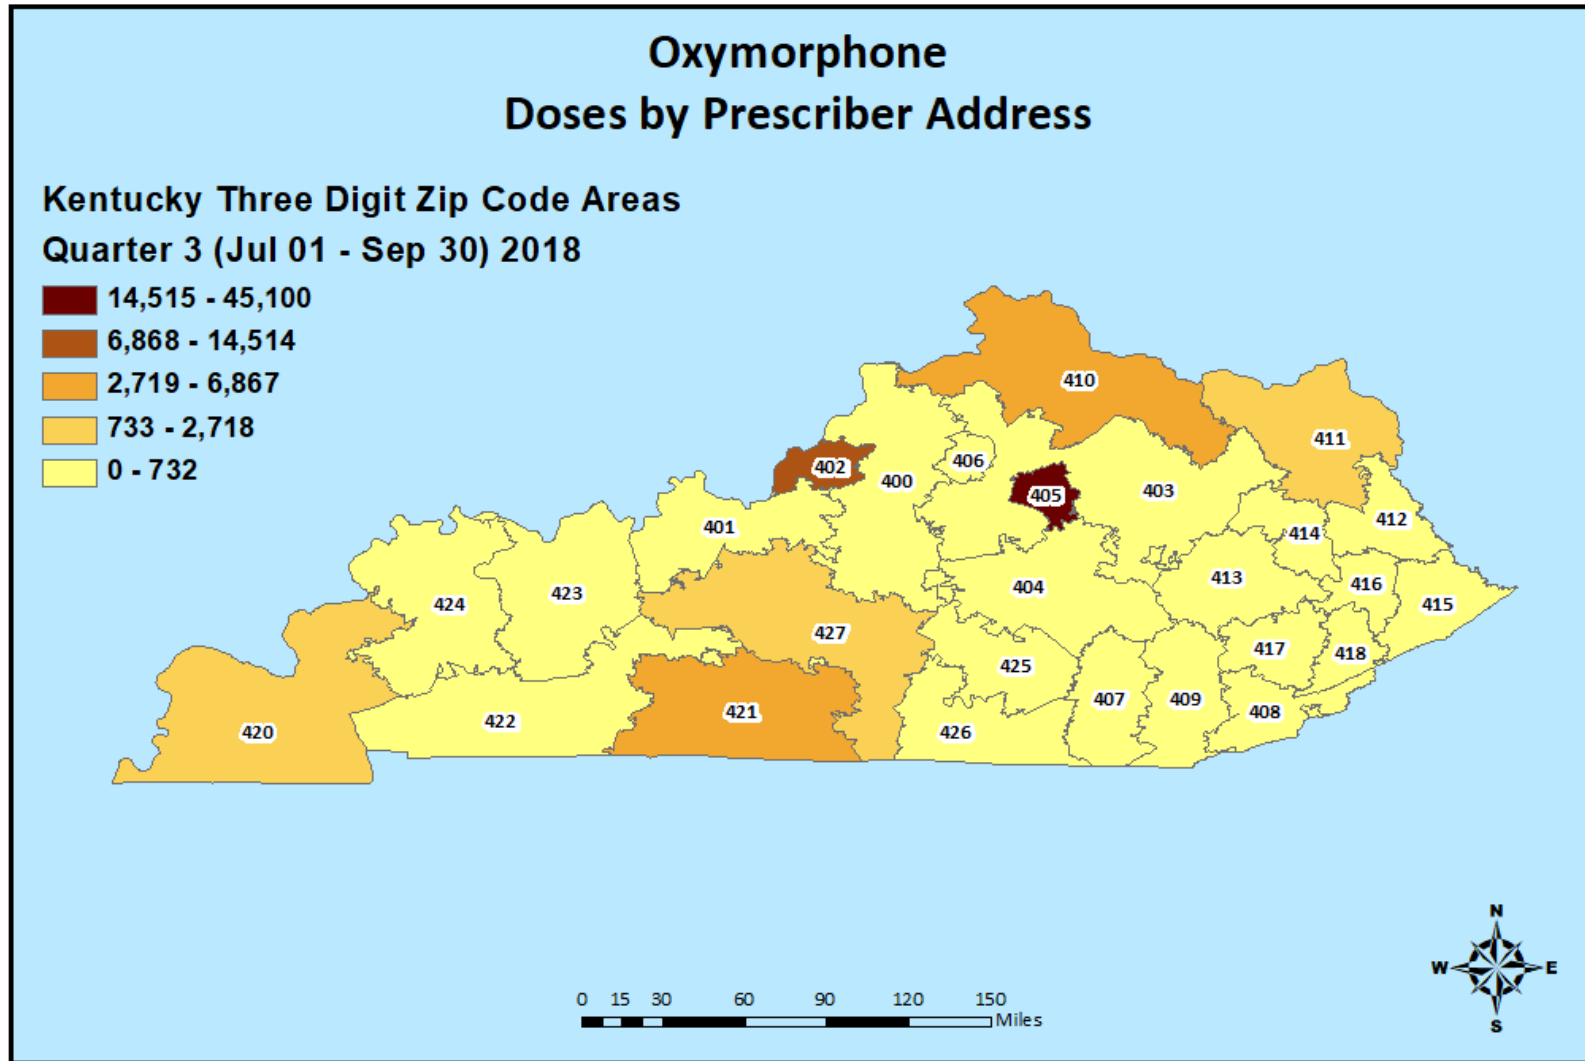 Oxymorphone
Doses by Prescriber Address
Kentucky Three Digit Zip Code Areas
Quarter 3 (Jul 01 - Sep 30) 2018
14,515 - 45,100
6,868 - 14,514
2,719 - 6,867
733 - 2,718
0 - 732
410
411
402
406
400
405
403
401
412
414
413
404
416
423
424
415
427
417
418
425
407
409
408
421
422
426
420
N
W E
S
0 15 30 60 90 120 150
Miles